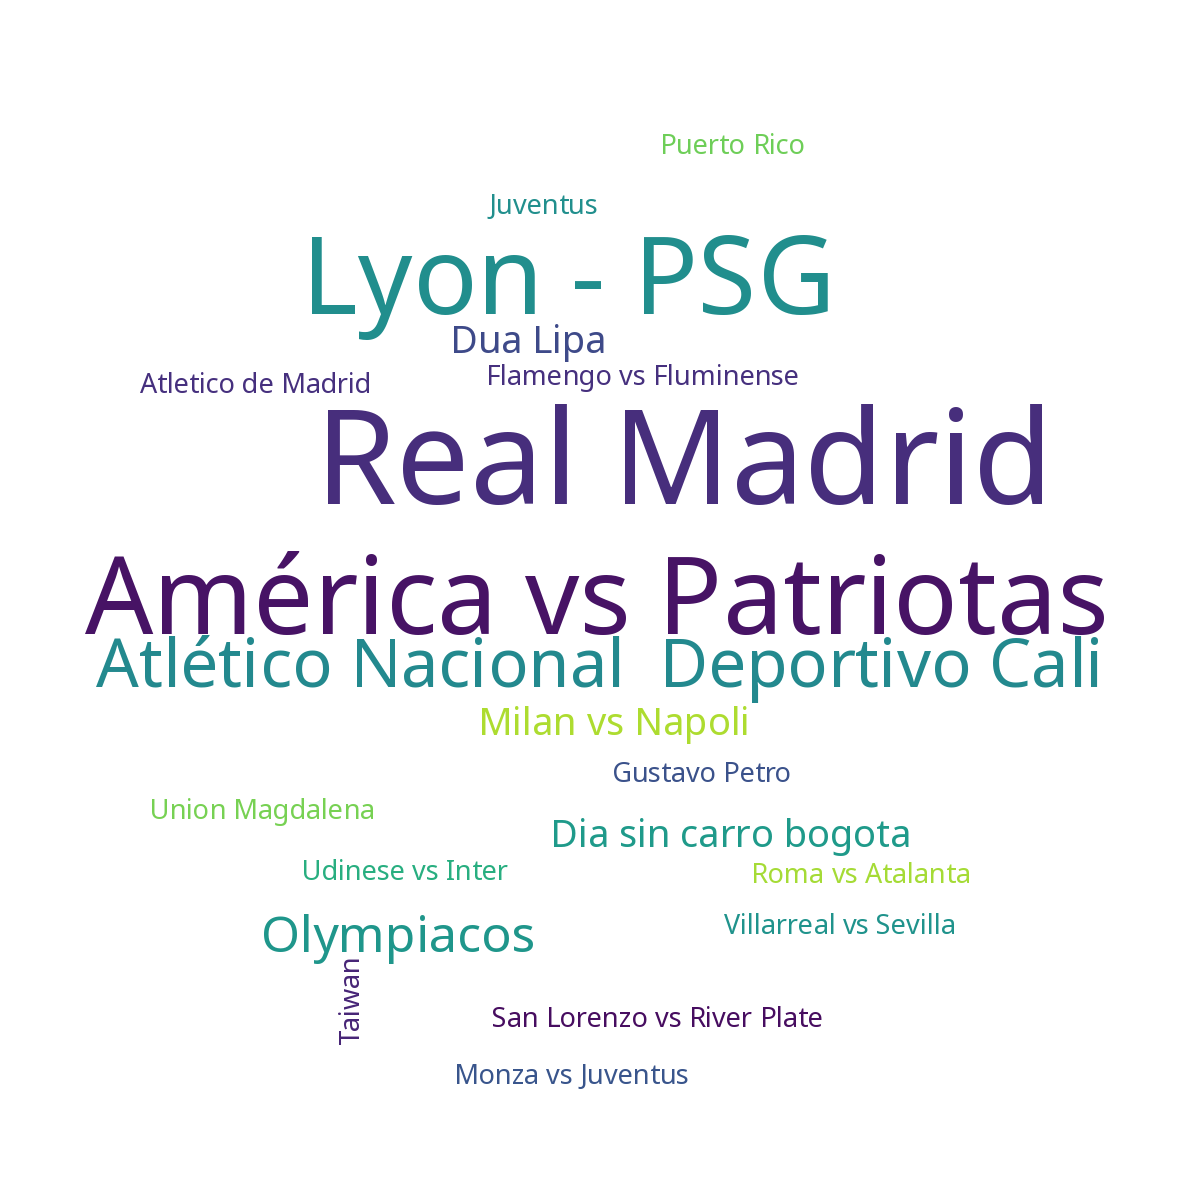 Puerto Rico
Juventus
Lyon - PSG
Dua Lipa
Flamengo vs Fluminense
Atletico de Madrid
Real Madrid
América vs Patriotas
Atlético Nacional
Deportivo Cali
Milan vs Napoli
Gustavo Petro
Union Magdalena
Dia sin carro bogota
Udinese vs Inter
Roma vs Atalanta
Villarreal vs Sevilla
Olympiacos
Taiwan
San Lorenzo vs River Plate
Monza vs Juventus